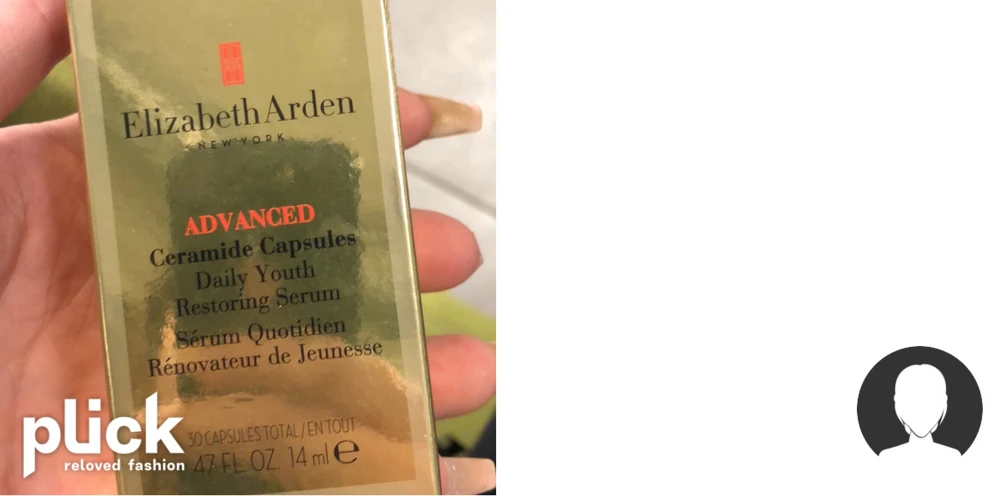 Elizabeth Arden
NEW YORK
ADVANCED
Ceramide Capsules
Daily Youth
Restoring Serum
Sérum Quotidien
Rénovateur de Jeunesse
30 CAPSULES TOTAL / EN TOUT
.47 FL. OZ. 14 ml e
plick
reloved fashion